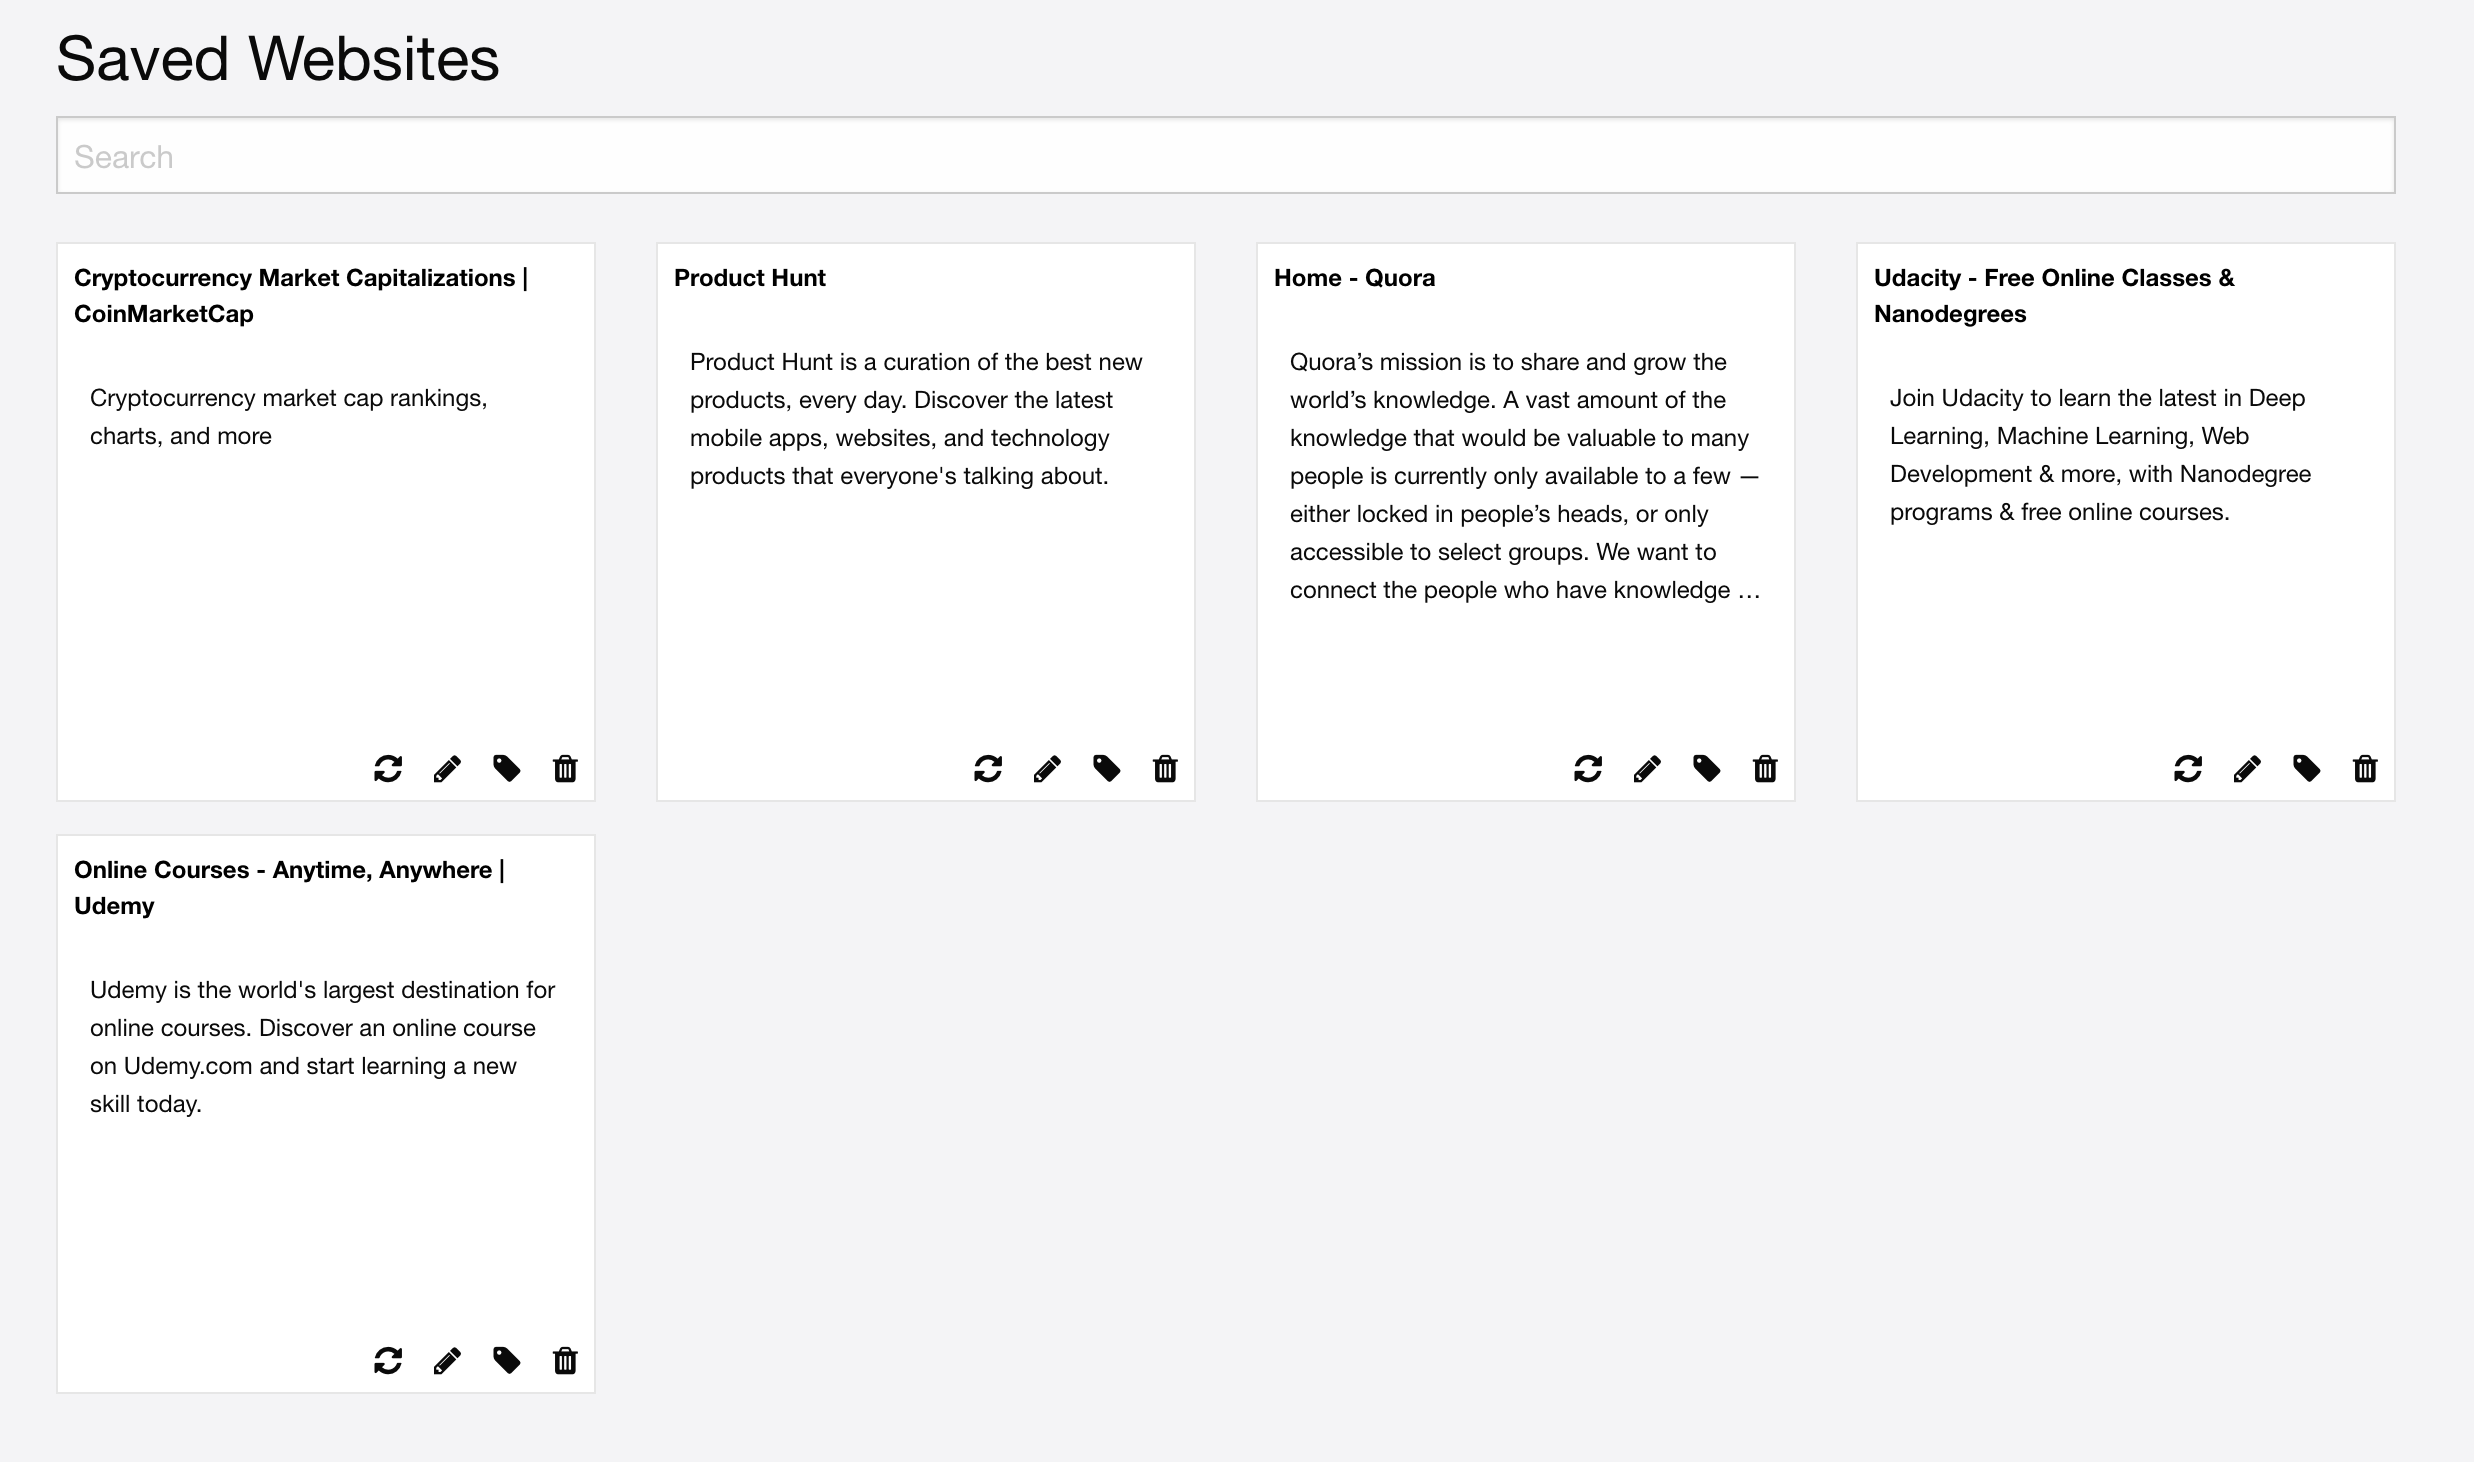 Saved Websites
Search
Cryptocurrency Market Capitalizations |
CoinMarketCap
Cryptocurrency market cap rankings,
charts, and more
Product Hunt
Product Hunt is a curation of the best new
products, every day. Discover the latest
mobile apps, websites, and technology
products that everyone's talking about.
Home - Quora
Quora’s mission is to share and grow the
world’s knowledge. A vast amount of the
knowledge that would be valuable to many
people is currently only available to a few —
either locked in people’s heads, or only
accessible to select groups. We want to
connect the people who have knowledge …
Udacity - Free Online Classes &
Nanodegrees
Join Udacity to learn the latest in Deep
Learning, Machine Learning, Web
Development & more, with Nanodegree
programs & free online courses.
Online Courses - Anytime, Anywhere |
Udemy
Udemy is the world's largest destination for
online courses. Discover an online course
on Udemy.com and start learning a new
skill today.